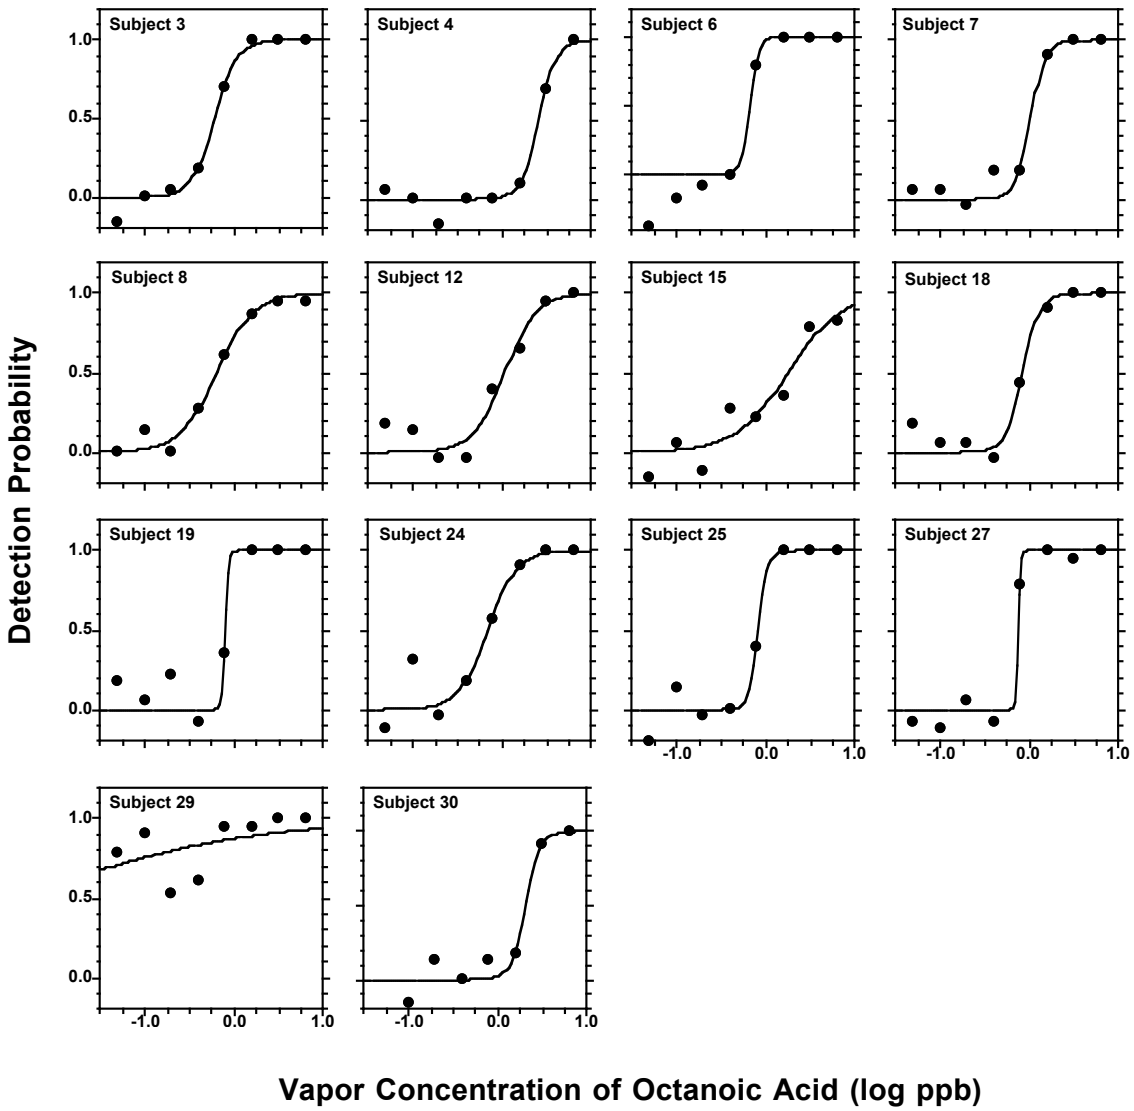 Subject 3
Subject 4
Subject 6
Subject 7
1.0
0.5
0.0
Subject 8
Subject 12
Subject 15
Subject 18
1.0
0.5
0.0
Subject 19
Subject 24
Subject 25
Subject 27
1.0
0.5
0.0
-1.0 0.0 1.0
-1.0 0.0 1.0
Subject 29
Subject 30
1.0
0.5
0.0
-1.0 0.0 1.0
-1.0 0.0 1.0
Detection Probability
Vapor Concentration of Octanoic Acid (log ppb)